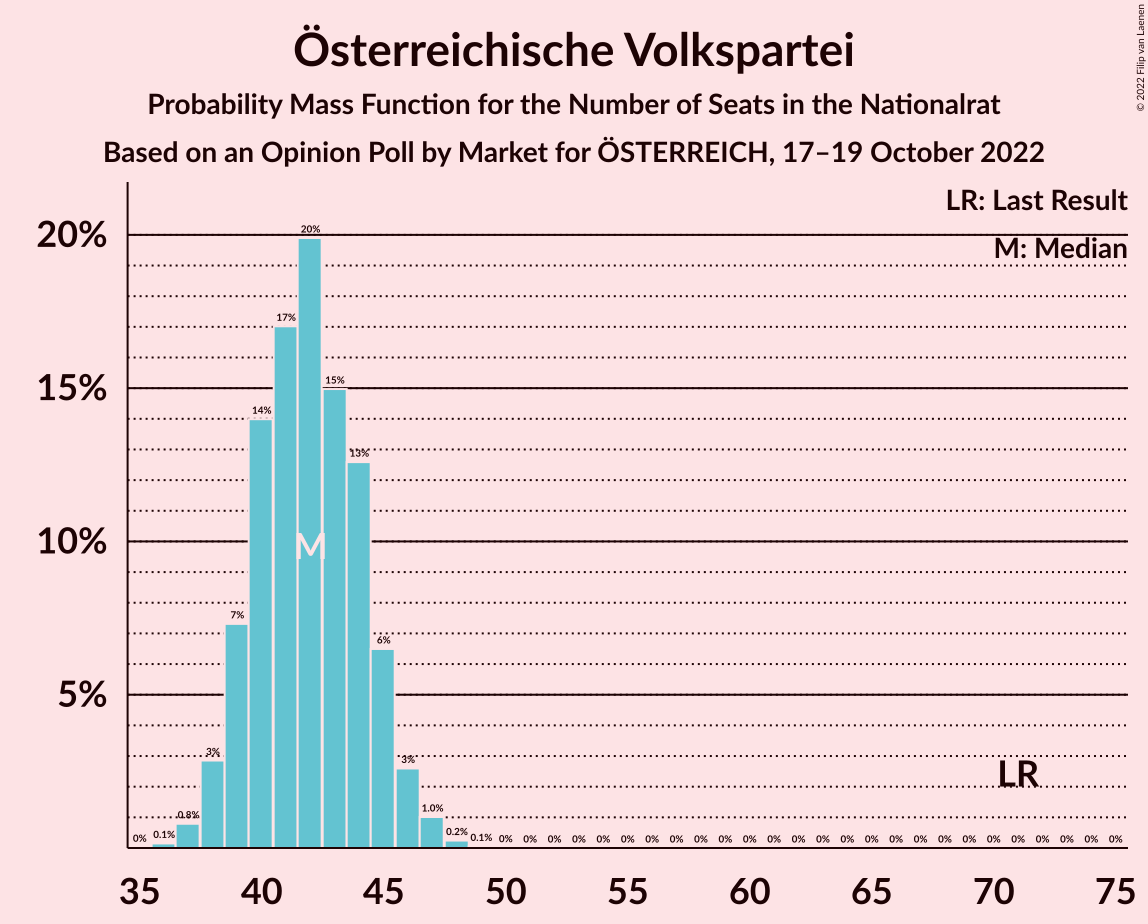 Österreichische Volkspartei
Probability Mass Function for the Number of Seats in the Nationalrat
Based on an Opinion Poll by Market for ÖSTERREICH, 17–19 October 2022
© 2022 Filip van Laenen
LR: Last Result
M: Median
20%
15%
10%
5%
0% 0.1% 0.8% 3% 7% 14% 17% 20% 15% 13% 6% 3% 1.0% 0.2% 0.1% 0% 0% 0% 0% 0% 0% 0% 0% 0% 0% 0% 0% 0% 0% 0% 0% 0% 0% 0% 0% 0% 0% 0% 0% 0% 0%
M
LR
35 40 45 50 55 60 65 70 75